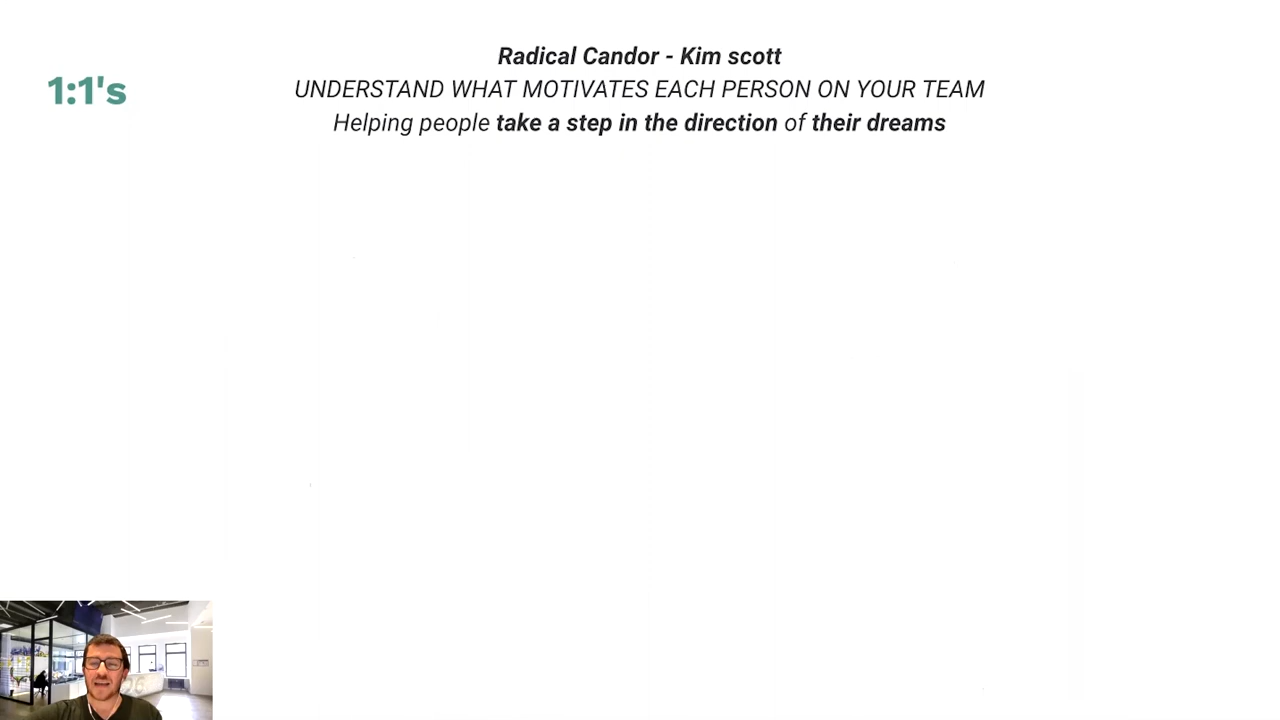 Radical Candor - Kim scott
1:1's
UNDERSTAND WHAT MOTIVATES EACH PERSON ON YOUR TEAM
Helping people take a step in the direction of their dreams